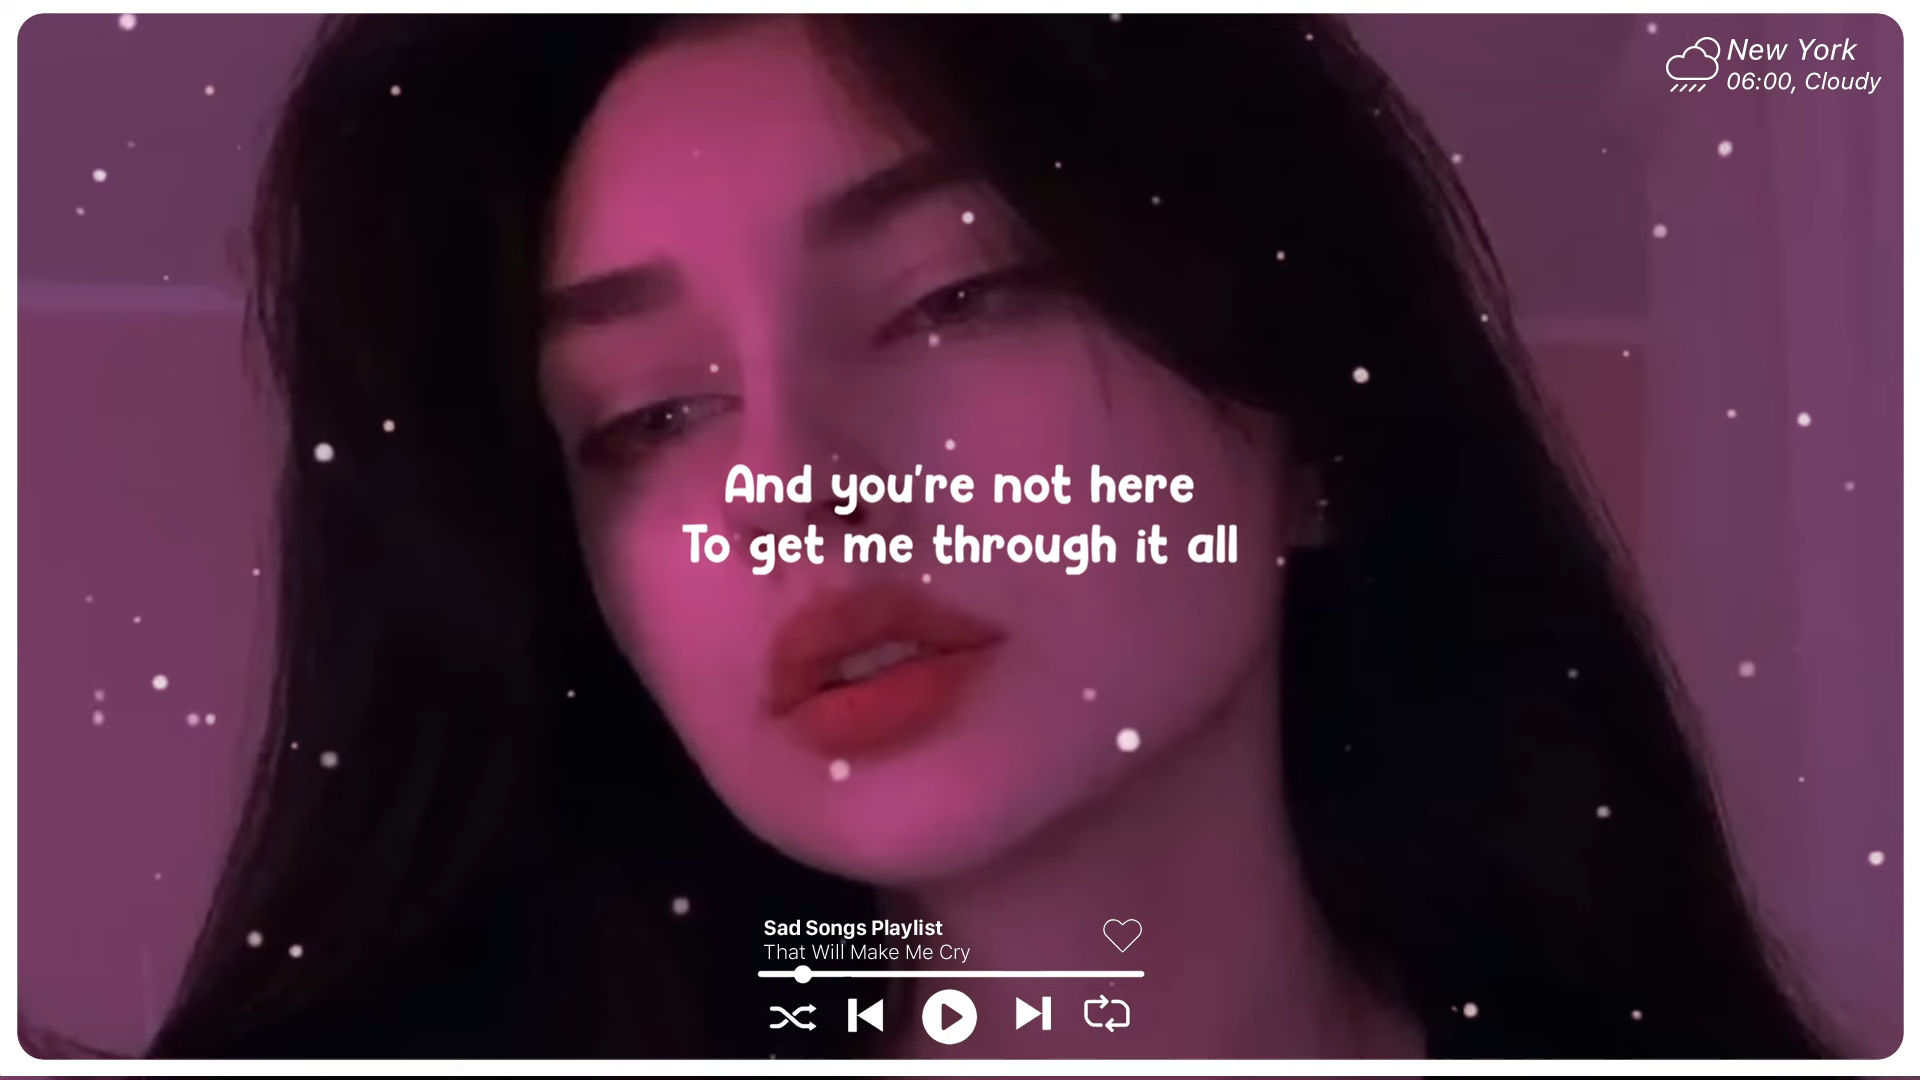 New York
06:00, Cloudy
And you're not here
To get me through it all
Sad Songs Playlist
That Will Make Me Cry